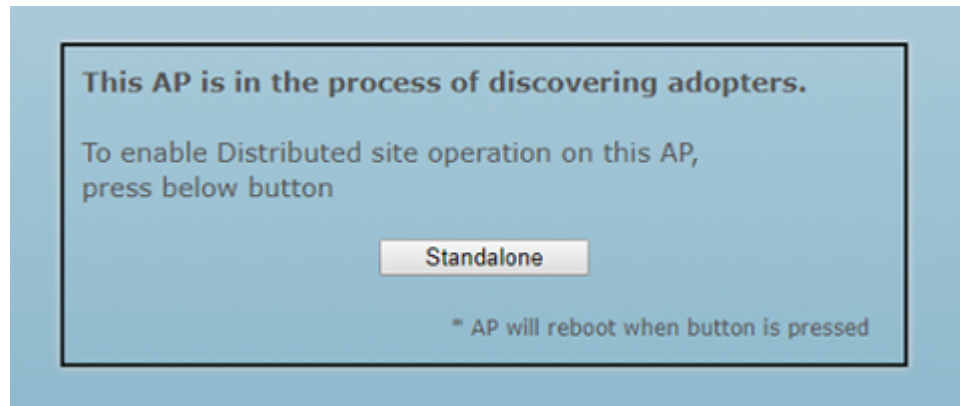 This AP is in the process of discovering adopters.
To enable Distributed site operation on this AP,
press below button
Standalone
* AP will reboot when button is pressed